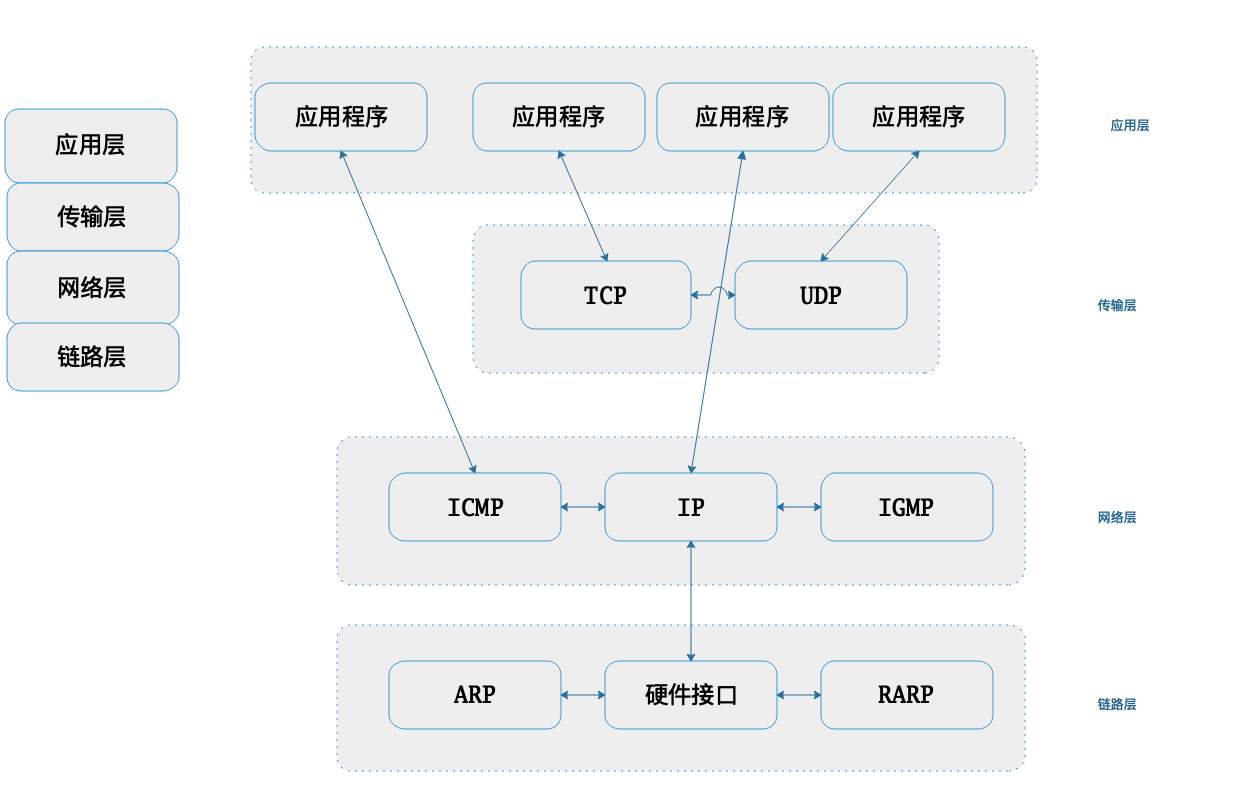 应用层
传输层
网络层
链路层
应用程序
应用程序
应用程序
应用程序
应用层
TCP
UDP
传输层
ICMP
IP
IGMP
网络层
ARP
硬件接口
RARP
链路层